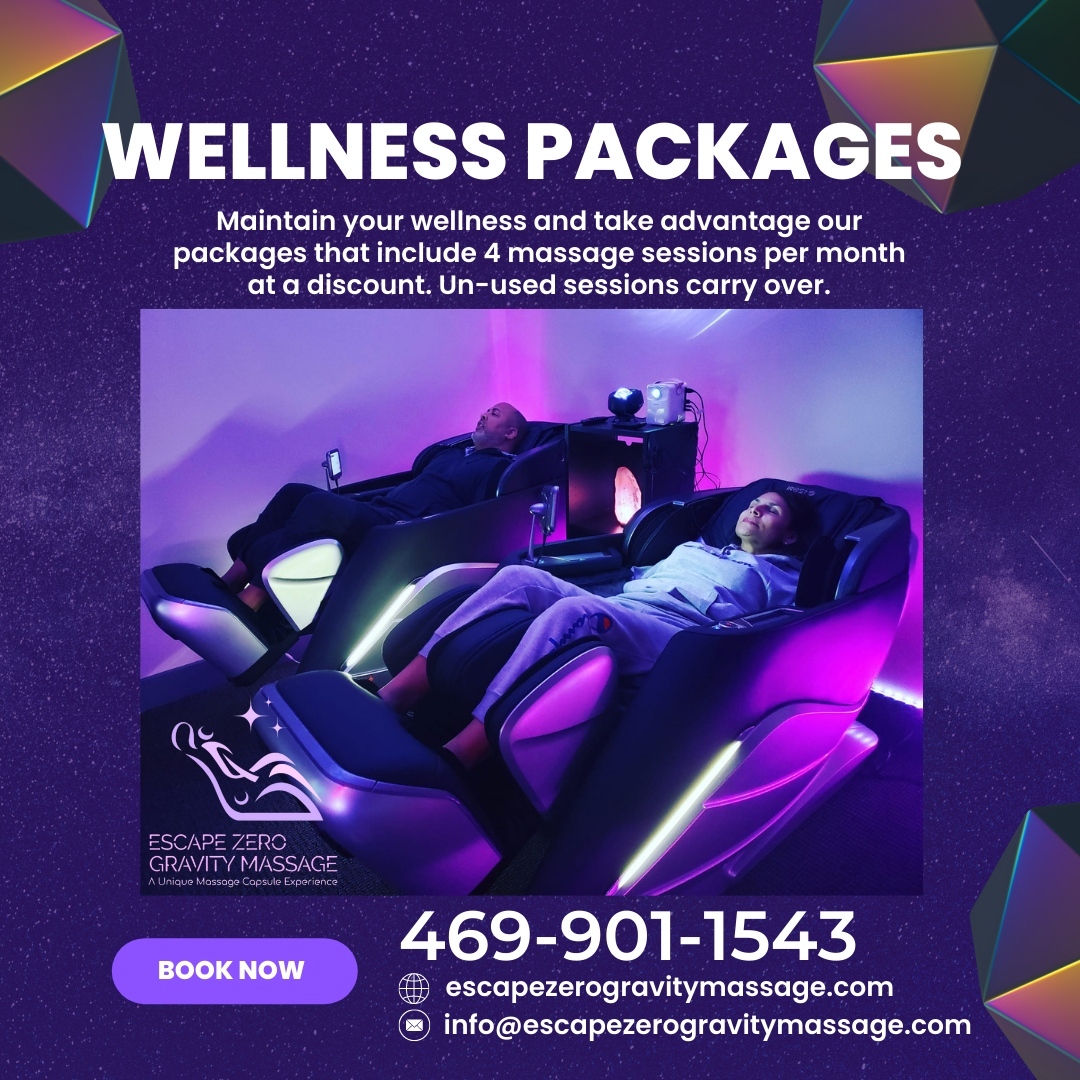 WELLNESS PACKAGES
Maintain your wellness and take advantage our
packages that include 4 massage sessions per month
at a discount. Un-used sessions carry over.
ESCAPE ZERO
GRAVITY MASSAGE
A Unique Massage Capsule Experience
BOOK NOW
469-901-1543
escapezerogravitymassage.com
info@escapezerogravitymassage.com